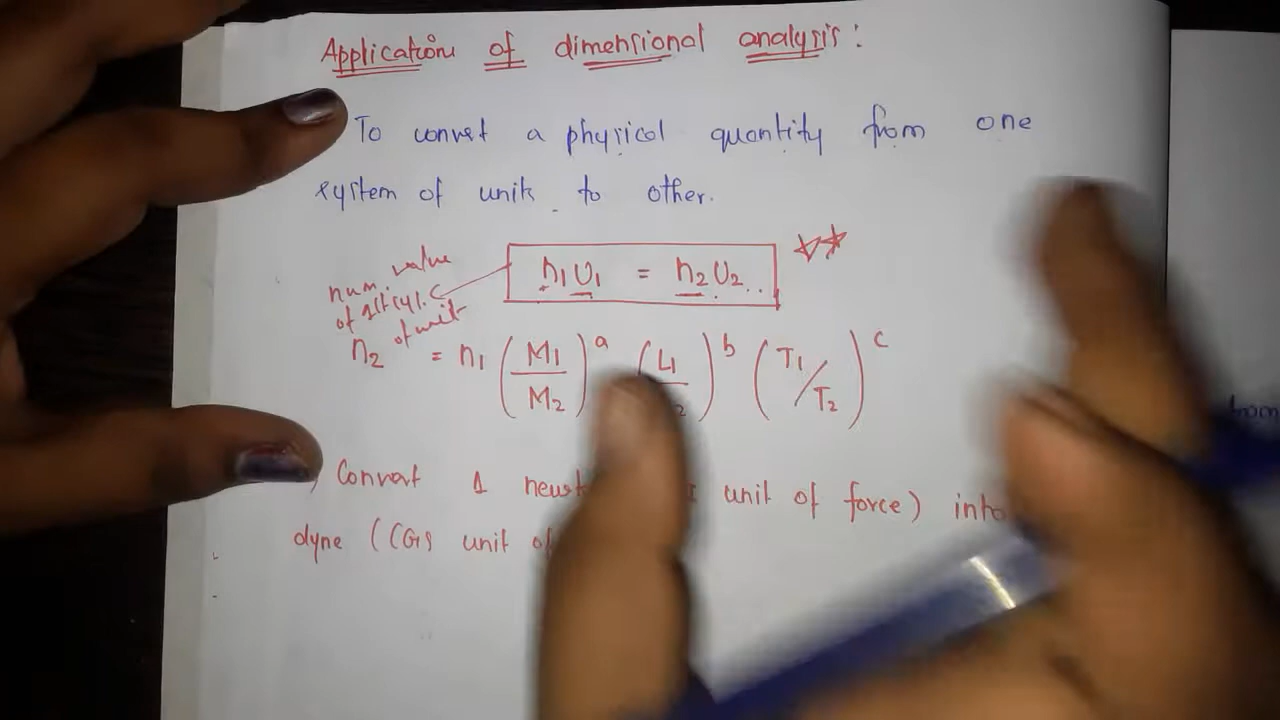 Application of dimensional analysis:
To convert a physical quantity from one
system of units to other.
num. value
of
of unit
n1U1 = n2U2
n2 = n1 (M1/M2)^a (L1/ 2)^b (T1/T2)^c
Convert 1 unit of force) into
dyne (CGS unit of